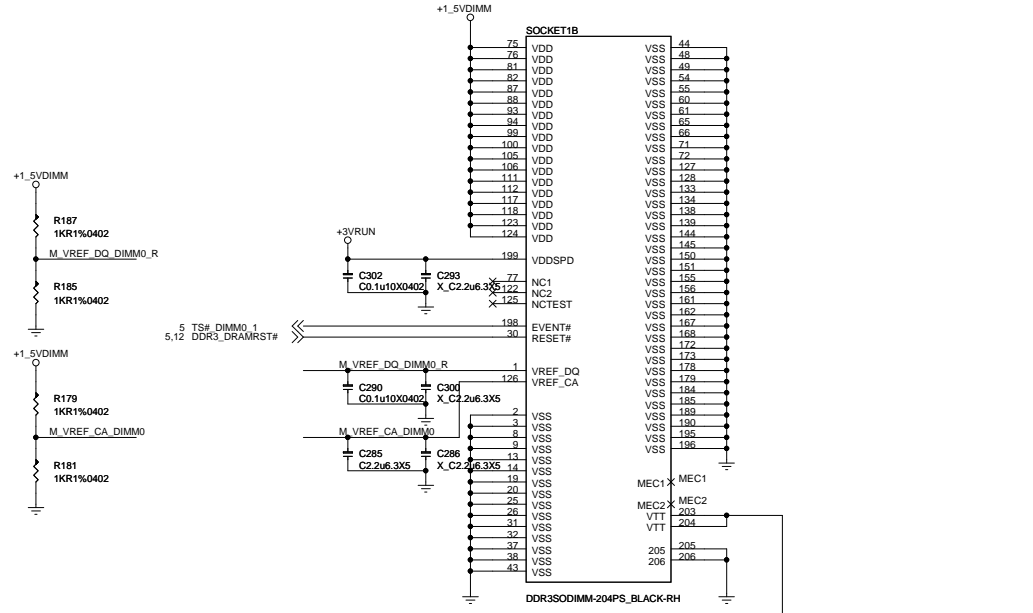 +1_5VDIMM
SOCKET1B
75 VDD VSS 44
76 VDD VSS 48
81 VDD VSS 49
82 VDD VSS 54
87 VDD VSS 55
88 VDD VSS 60
93 VDD VSS 61
94 VDD VSS 65
99 VDD VSS 66
100 VDD VSS 71
105 VDD VSS 72
106 VDD VSS 127
111 VDD VSS 128
112 VDD VSS 133
117 VDD VSS 134
118 VDD VSS 138
123 VDD VSS 139
124 VDD VSS 144
VSS 145
199 VDDSPD VSS 150
VSS 151
77 NC1 VSS 155
122 NC2 VSS 156
125 NCTEST VSS 161
VSS 162
198 EVENT# VSS 167
30 RESET# VSS 168
VSS 172
VSS 173
1 VREF_DQ VSS 178
126 VREF_CA VSS 179
VSS 184
VSS 185
2 VSS VSS 189
3 VSS VSS 190
8 VSS VSS 195
9 VSS VSS 196
13 VSS
14 VSS
19 VSS MEC1 MEC1
20 VSS
25 VSS MEC2 MEC2
26 VSS VTT 203
31 VSS VTT 204
32 VSS
37 VSS 205 205
38 VSS 206 206
43 VSS
DDR3SODIMM-204PS_BLACK-RH
+1_5VDIMM
R187
1KR1%0402
M_VREF_DQ_DIMM0_R
R185
1KR1%0402
+1_5VDIMM
R179
1KR1%0402
M_VREF_CA_DIMM0
R181
1KR1%0402
+3VRUN
C302 C293
C0.1u10X0402 X_C2.2u6.3X5
5 TS#_DIMM0_1
5,12 DDR3_DRAMRST#
M_VREF_DQ_DIMM0_R
C290 C300
C0.1u10X0402 X_C2.2u6.3X5
M_VREF_CA_DIMM0
C285 C286
C2.2u6.3X5 X_C2.2u6.3X5